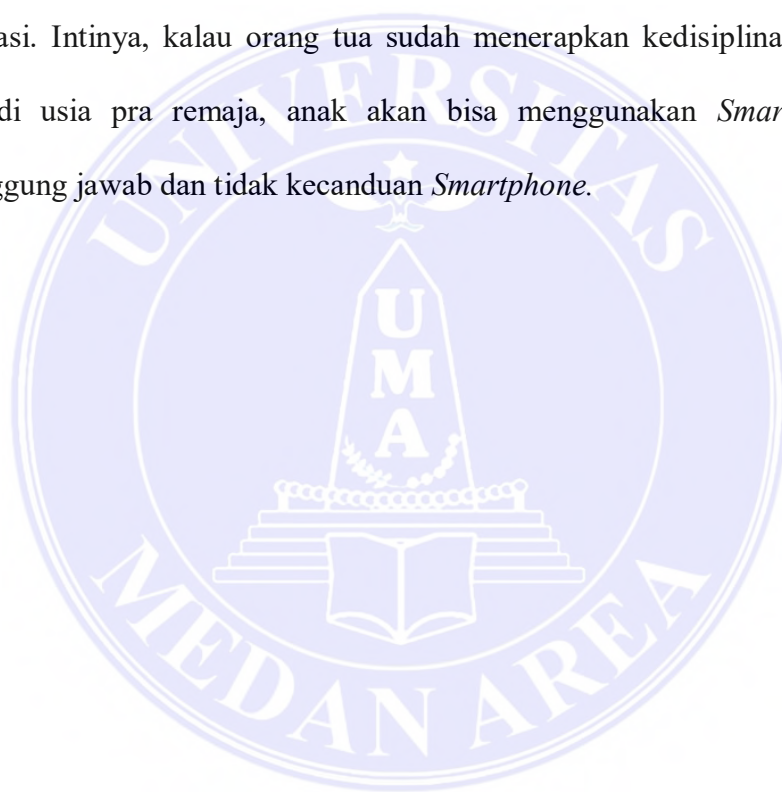 asi. Intinya, kalau orang tua sudah menerapkan kedisiplina
di usia pra remaja, anak akan bisa menggunakan Smar
ggung jawab dan tidak kecanduan Smartphone.
UNIVERSITAS
U
M
A
MEDAN AREA